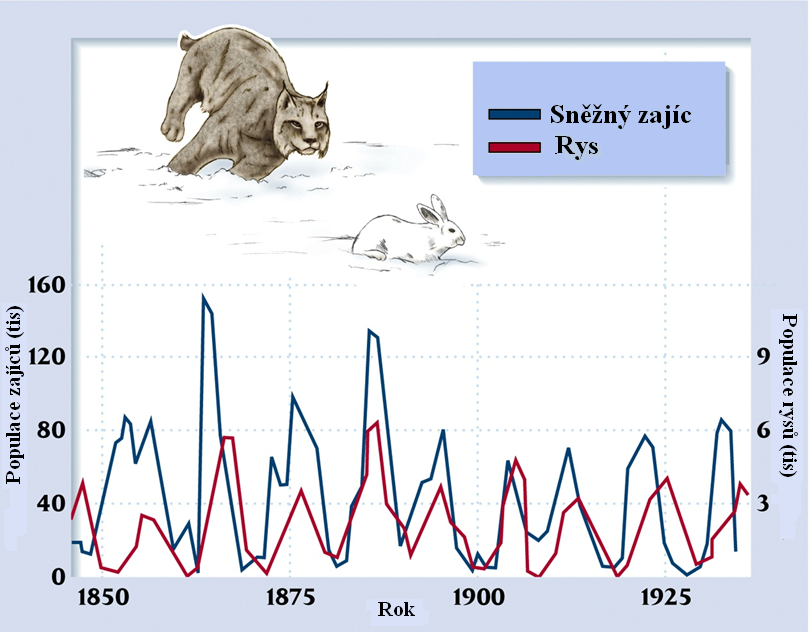 Sněžný zajíc
Rys
Populace zajíců (tis)
160
120
80
40
0
9
6
3
Populace rysů (tis)
1850
1875
1900
1925
Rok